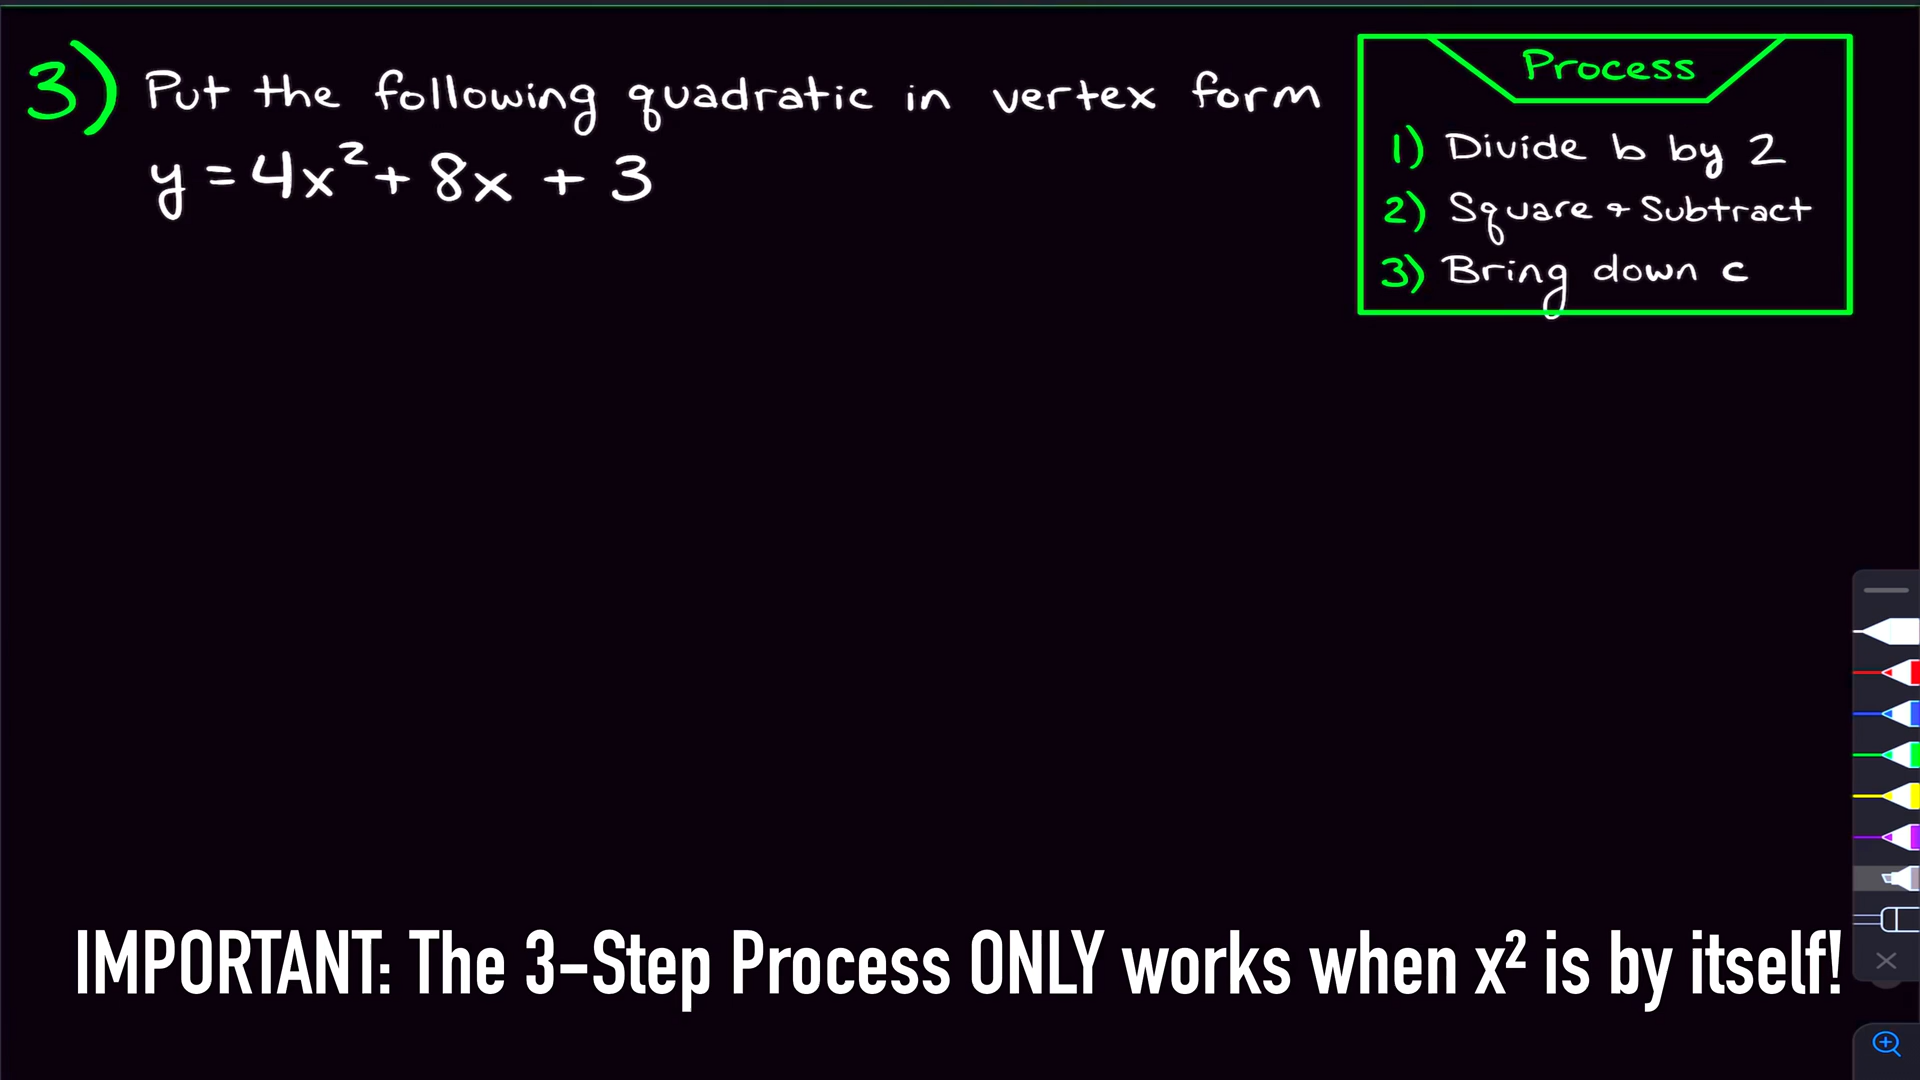 3) Put the following quadratic in vertex form
y = 4x² + 8x + 3
Process
1) Divide b by 2
2) Square & Subtract
3) Bring down c
IMPORTANT: The 3-Step Process ONLY works when x² is by itself!